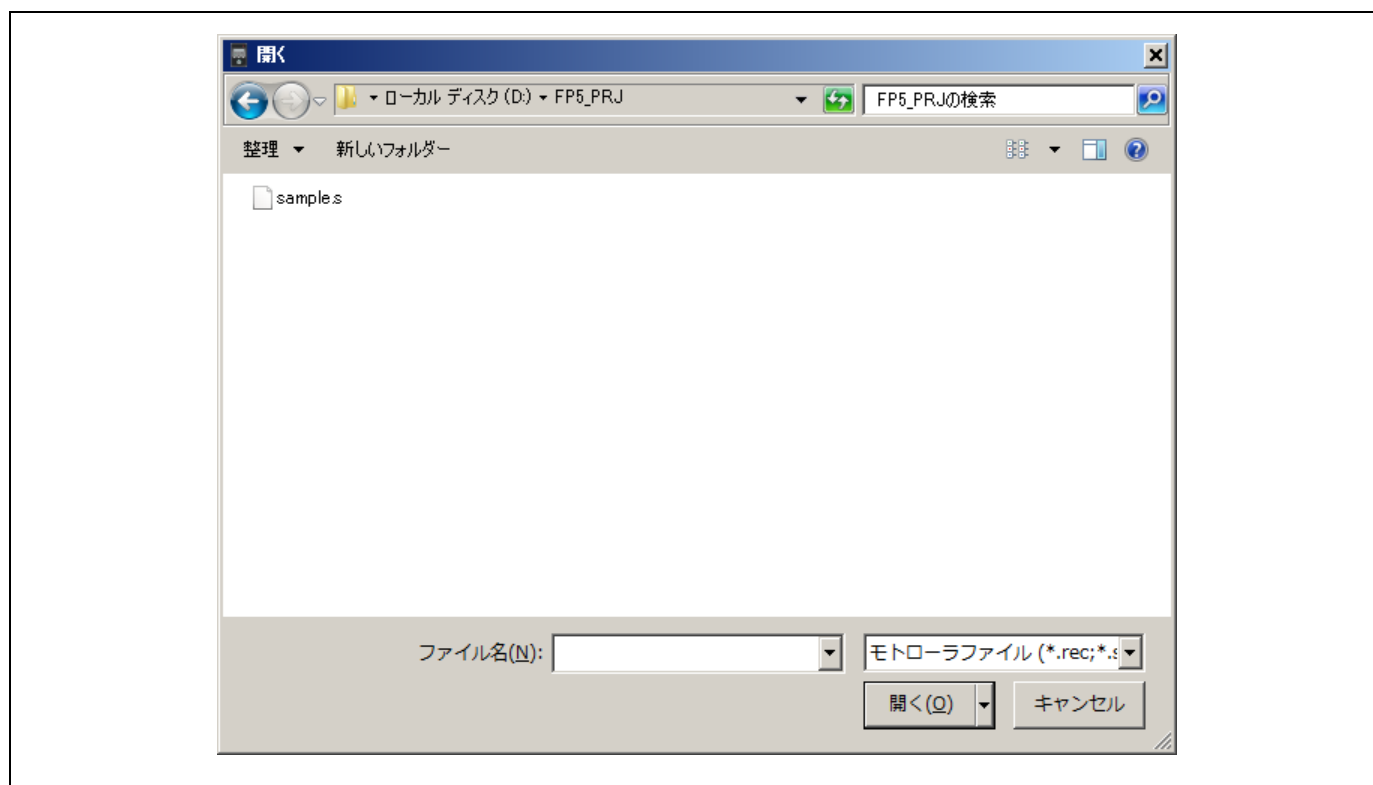 開く
ローカル ディスク (D:) FP5_PRJ
FP5_PRJの検索
整理
新しいフォルダー
sample.s
ファイル名(N):
モトローラファイル (*.rec;*.s
開く(O)
キャンセル